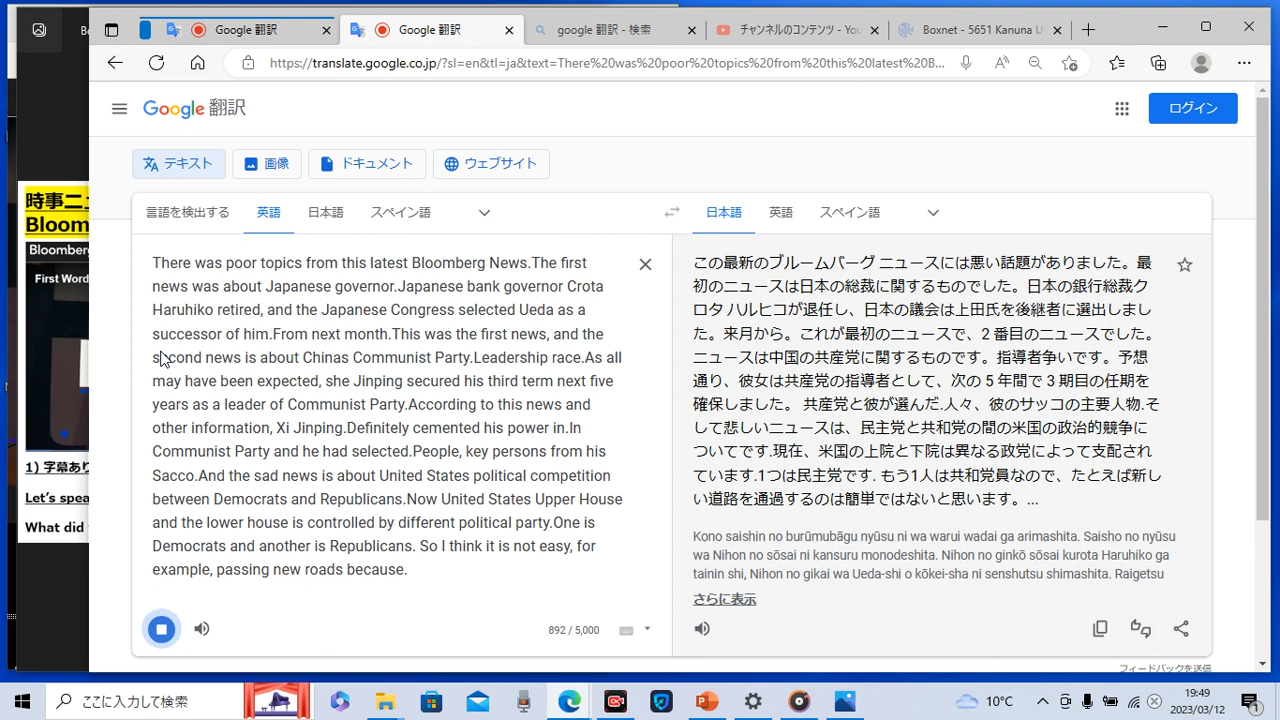 Bo
Google 翻訳
Google 翻訳
google 翻訳 - 検索
チャンネルのコンテンツ - You
Boxnet - 5651 Kanuna U
https://translate.google.co.jp/?sl=en&tl=ja&text=There%20was%20poor%20topics%20from%20this%20latest%20B...
Google 翻訳
ログイン
テキスト
画像
ドキュメント
ウェブサイト
言語を検出する
英語
日本語
スペイン語
日本語
英語
スペイン語
There was poor topics from this latest Bloomberg News.The first
news was about Japanese governor.Japanese bank governor Crota
Haruhiko retired, and the Japanese Congress selected Ueda as a
successor of him.From next month.This was the first news, and the
second news is about Chinas Communist Party.Leadership race.As all
may have been expected, she Jinping secured his third term next five
years as a leader of Communist Party.According to this news and
other information, Xi Jinping.Definitely cemented his power in.In
Communist Party and he had selected.People, key persons from his
Sacco.And the sad news is about United States political competition
between Democrats and Republicans.Now United States Upper House
and the lower house is controlled by different political party.One is
Democrats and another is Republicans. So I think it is not easy, for
example, passing new roads because.
892 / 5,000
この最新のブルームバーグ ニュースには悪い話題がありました。最
初のニュースは日本の総裁に関するものでした。日本の銀行総裁ク
ロタ ハルヒコが退任し、日本の議会は上田氏を後継者に選出しまし
た。来月から。これが最初のニュースで、2 番目のニュースでした。
ニュースは中国の共産党に関するものです。指導者争いです。予想
通り、彼女は共産党の指導者として、次の 5 年間で 3 期目の任期を
確保しました。 共産党と彼が選んだ.人々、彼のサッコの主要人物.そ
して悲しいニュースは、民主党と共和党の間の米国の政治的競争に
ついてです.現在、米国の上院と下院は異なる政党によって支配され
ています.1つは民主党です. もう1人は共和党員なので、たとえば新し
い道路を通過するのは簡単ではないと思います。...
Kono saishin no burūmubāgu nyūsu ni wa warui wadai ga arimashita. Saisho no nyūsu
wa Nihon no sōsai ni kansuru monodeshita. Nihon no ginkō sōsai kurota Haruhiko ga
tainin shi, Nihon no gikai wa Ueda-shi o kōkei-sha ni senshutsu shimashita. Raigetsu
さらに表示
フィードバックを送信
時事ニュ
Bloom
Bloomberg
First Word
1) 字幕あり
Let's spea
What did
ここに入力して検索
10°C
19:49
2023/03/12